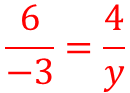 6/-3 = 4/y